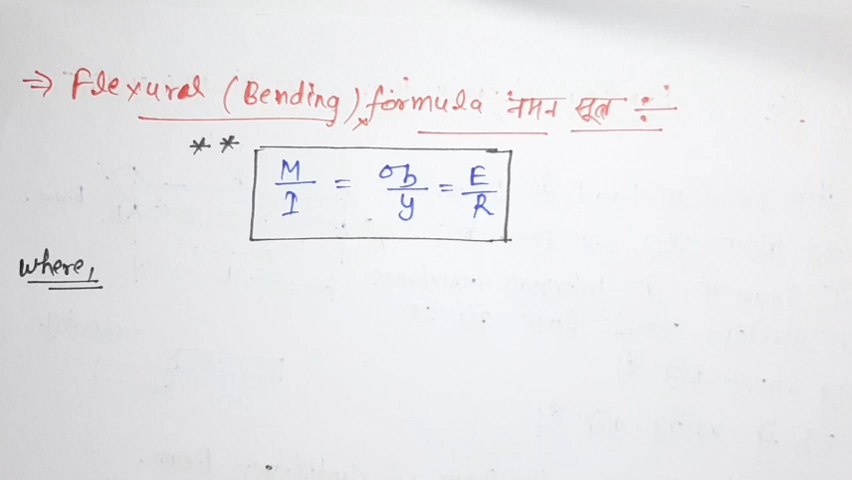 ⇒ Flexural (Bending) formula नमन सूत्र ÷
** M/I = σb/y = E/R
where,